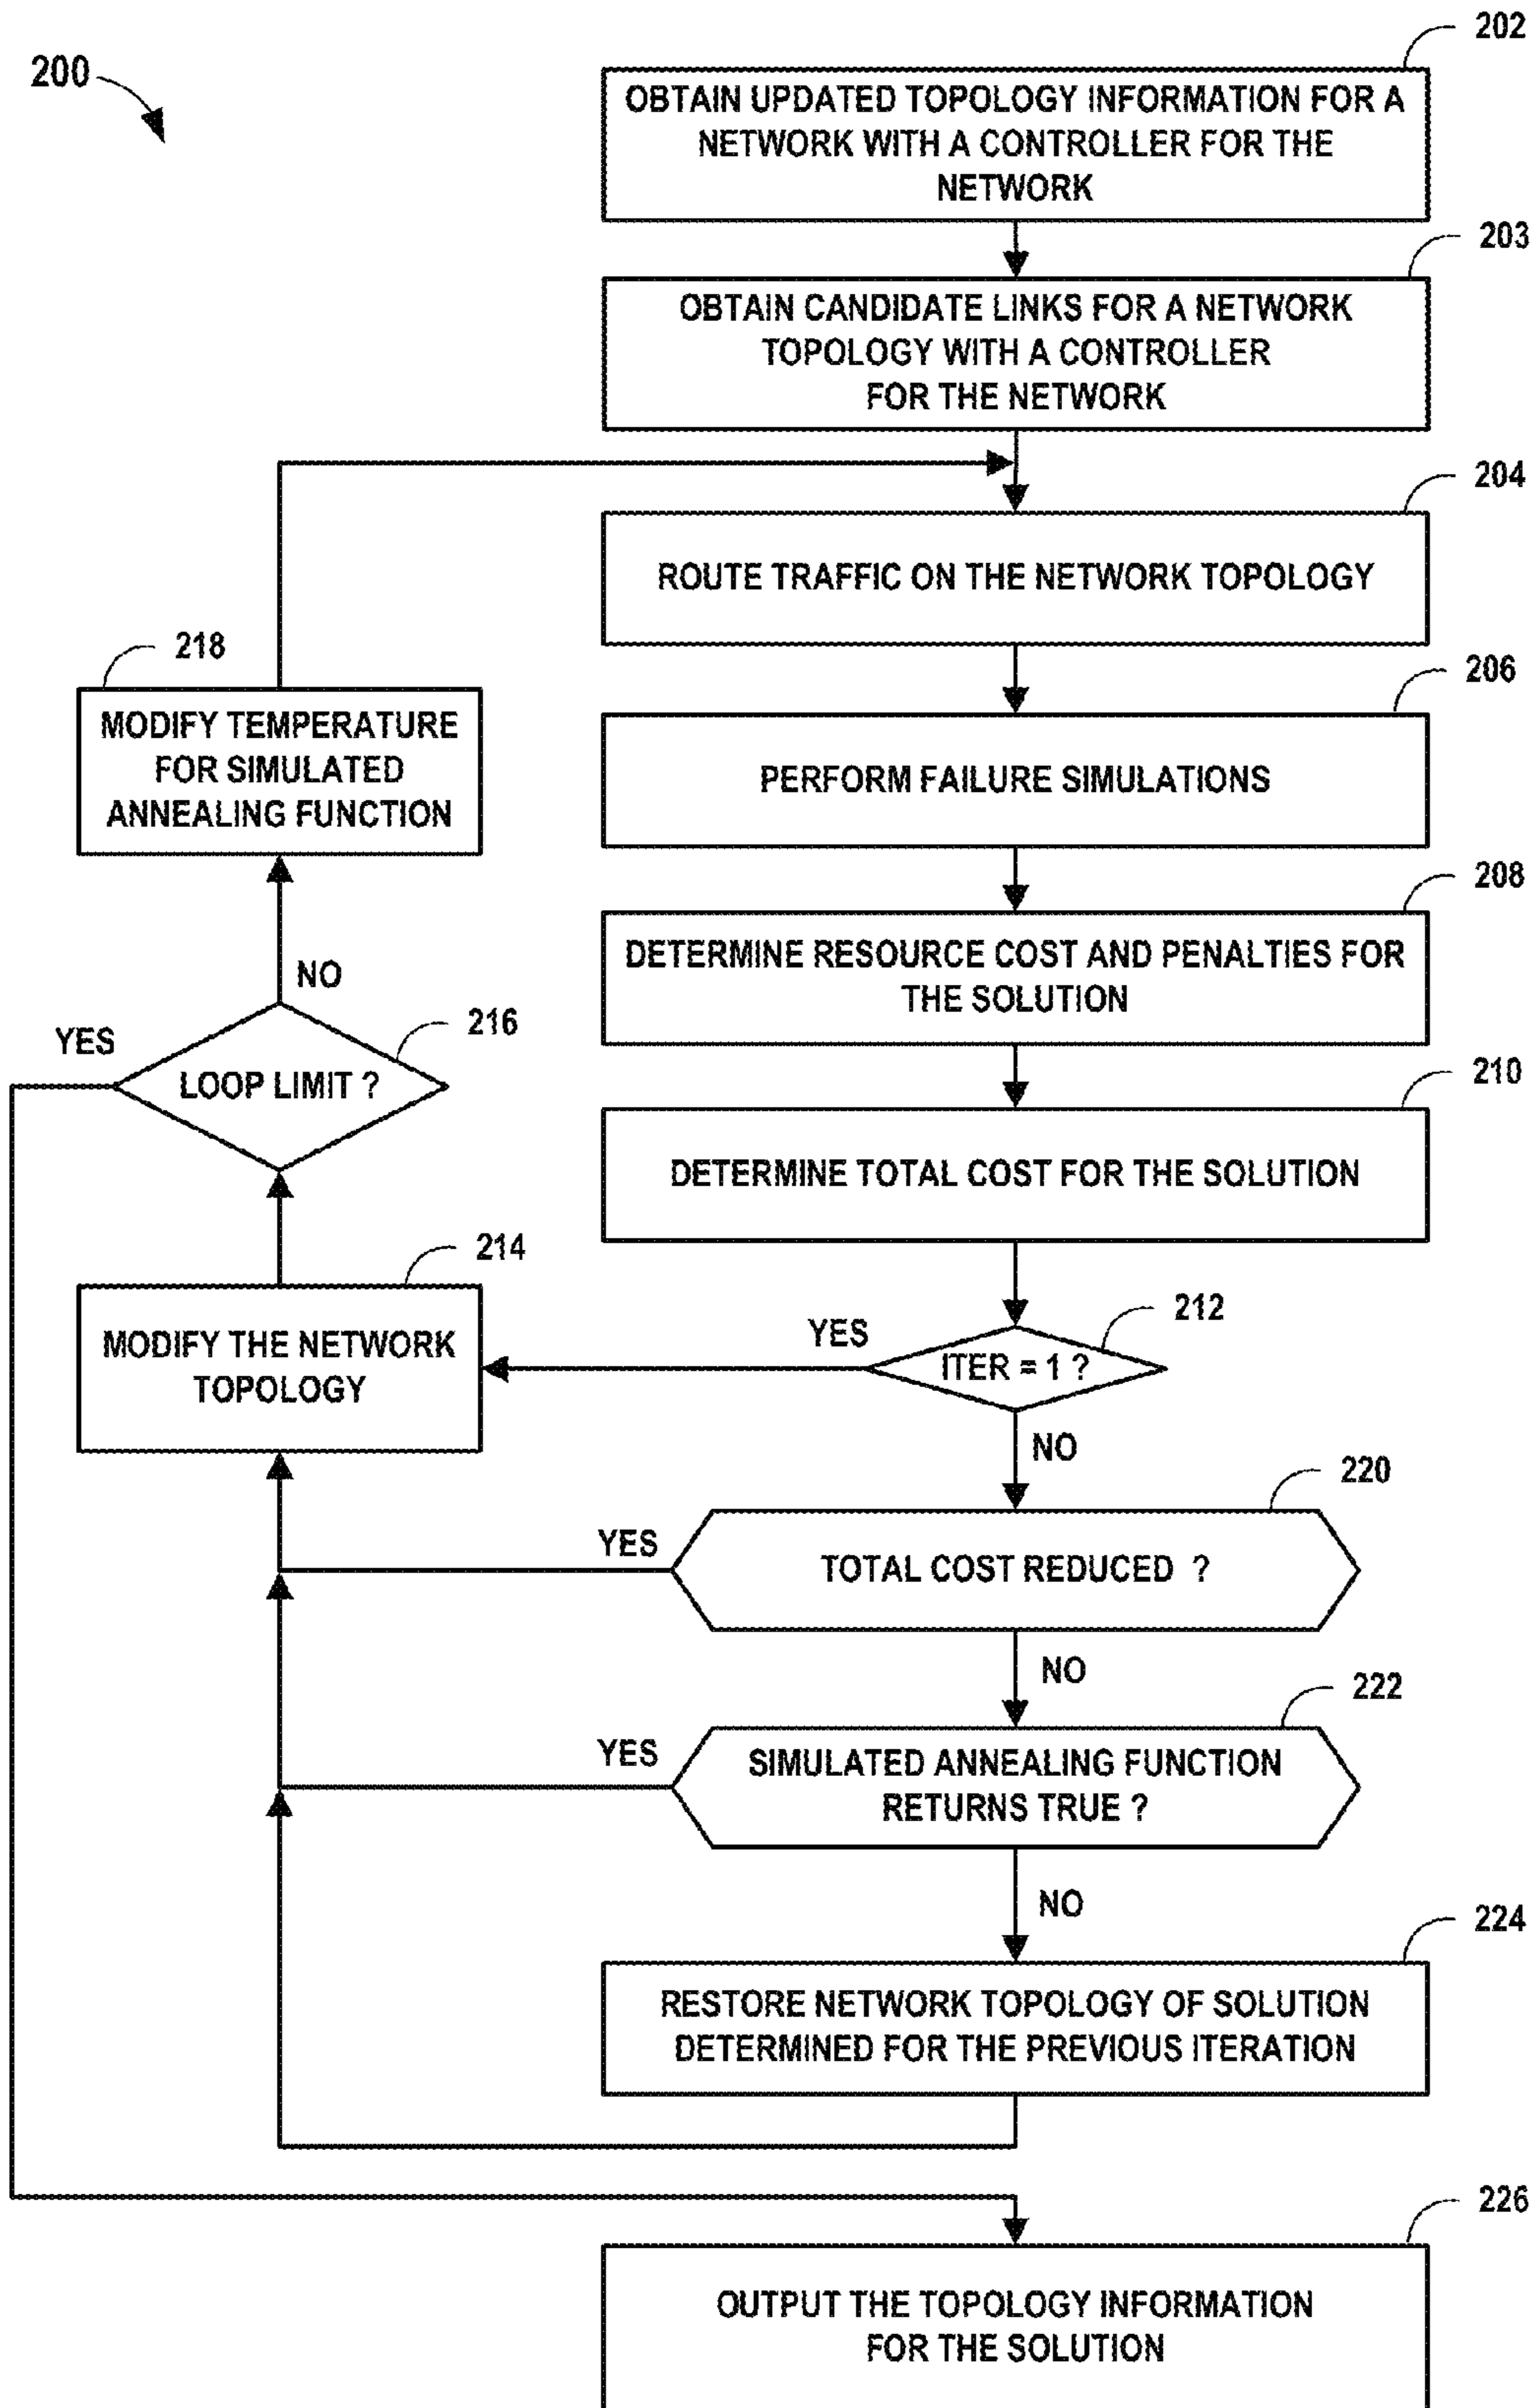 200
202
OBTAIN UPDATED TOPOLOGY INFORMATION FOR A
NETWORK WITH A CONTROLLER FOR THE
NETWORK
203
OBTAIN CANDIDATE LINKS FOR A NETWORK
TOPOLOGY WITH A CONTROLLER
FOR THE NETWORK
204
ROUTE TRAFFIC ON THE NETWORK TOPOLOGY
206
PERFORM FAILURE SIMULATIONS
208
DETERMINE RESOURCE COST AND PENALTIES FOR
THE SOLUTION
210
DETERMINE TOTAL COST FOR THE SOLUTION
212
ITER = 1 ?
YES
NO
214
MODIFY THE NETWORK
TOPOLOGY
216
LOOP LIMIT ?
YES
NO
218
MODIFY TEMPERATURE
FOR SIMULATED
ANNEALING FUNCTION
220
TOTAL COST REDUCED ?
YES
NO
222
SIMULATED ANNEALING FUNCTION
RETURNS TRUE ?
YES
NO
224
RESTORE NETWORK TOPOLOGY OF SOLUTION
DETERMINED FOR THE PREVIOUS ITERATION
226
OUTPUT THE TOPOLOGY INFORMATION
FOR THE SOLUTION